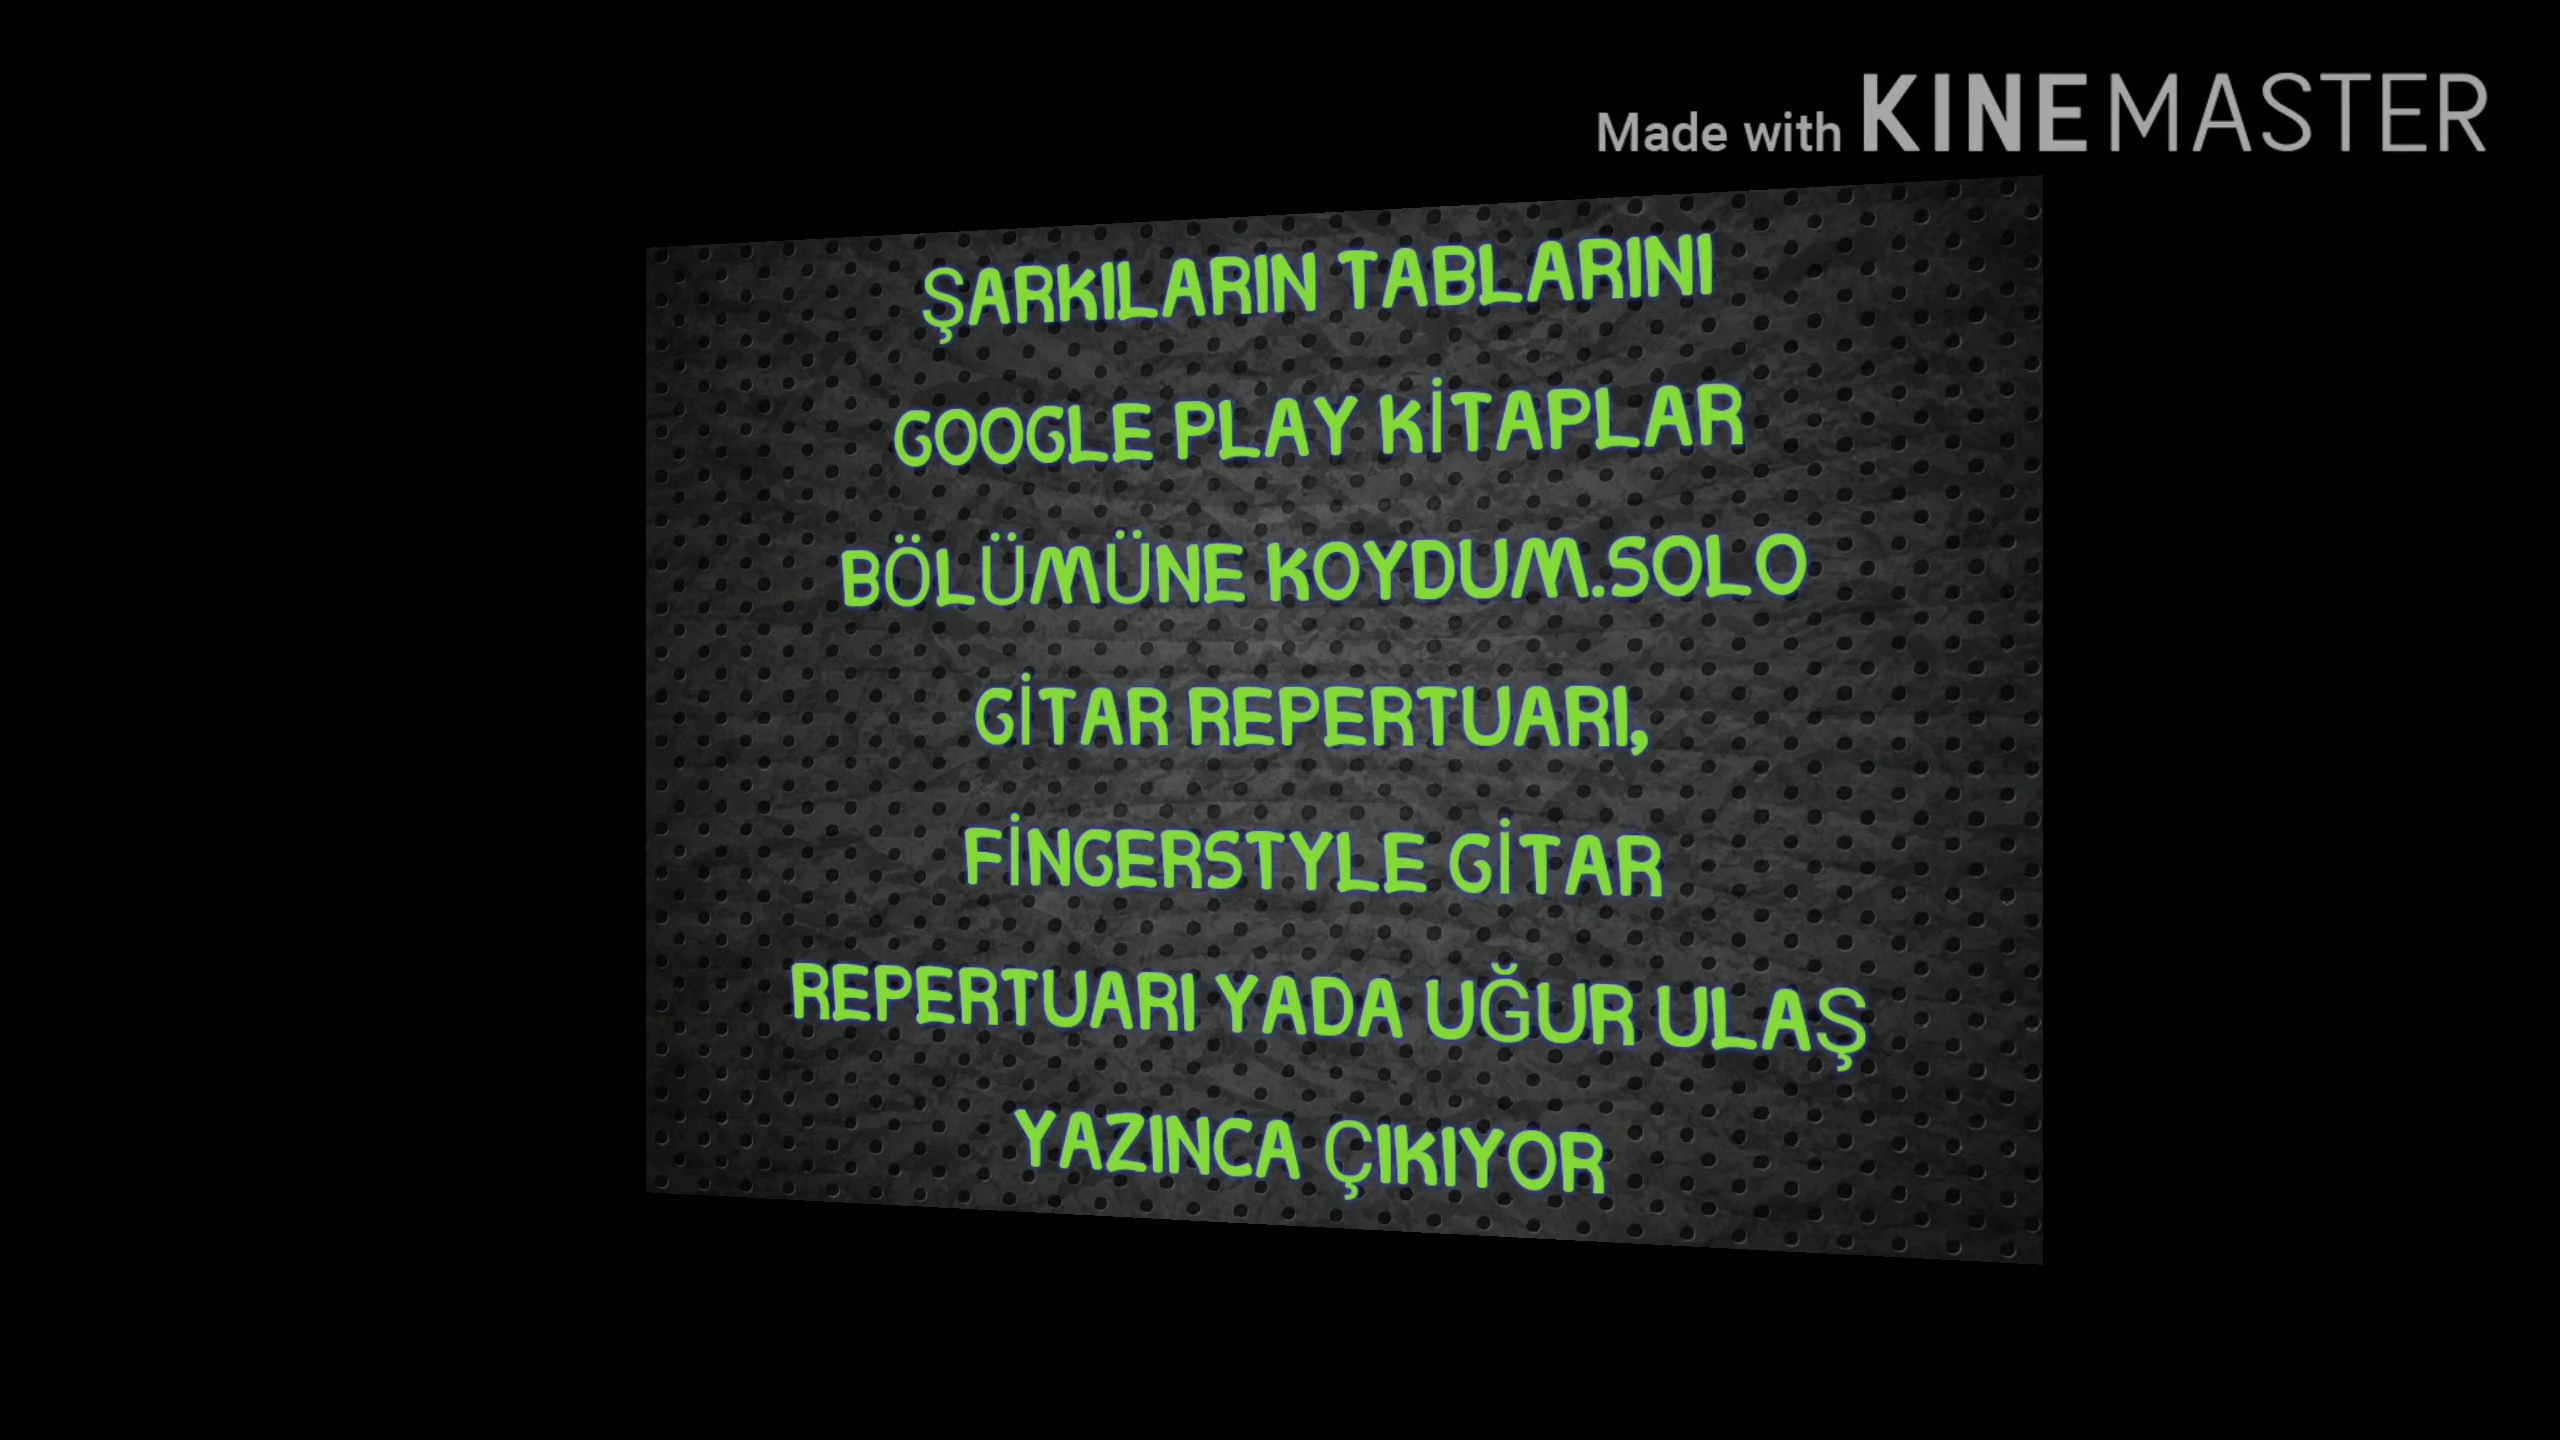 Made with KINEMASTER
ŞARKILARIN TABLARINI
GOOGLE PLAY KİTAPLAR
BÖLÜMÜNE KOYDUM.SOLO
GİTAR REPERTUARI,
FİNGERSTYLE GİTAR
REPERTUARI YADA UĞUR ULAŞ
YAZINCA ÇIKIYOR